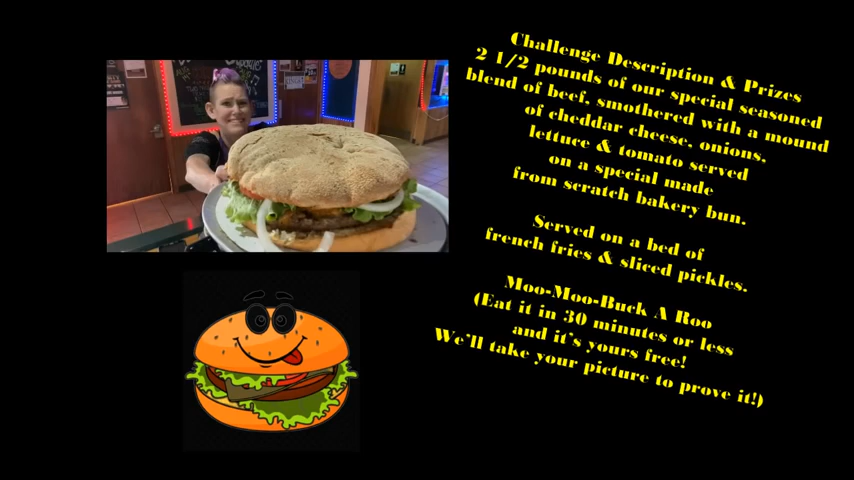 Challenge Description & Prizes
2 1/2 pounds of our special seasoned
blend of beef, smothered with a mound
of cheddar cheese, onions,
lettuce & tomato served
on a special made
from scratch bakery bun.
Served on a bed of
french fries & sliced pickles.
Moo-Moo-Buck A Roo
(Eat it in 30 minutes or less
and it's yours free!
We'll take your picture to prove it!)